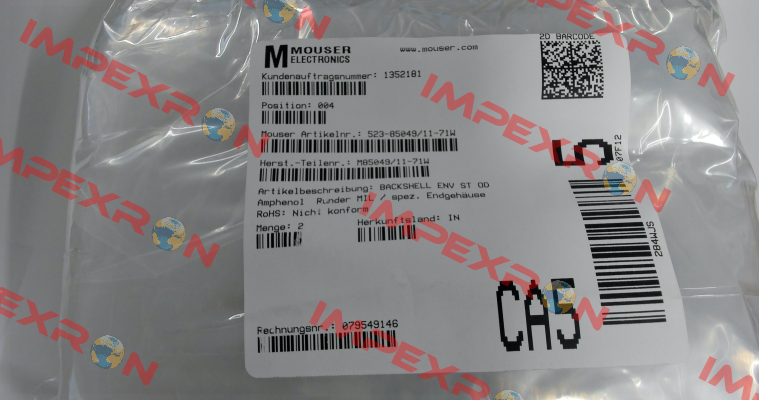 MOUSER
ELECTRONICS
www.mouser.com
2D BARCODE
Kundenauftragsnummer: 1352181
Position: 004
Mouser Artikelnr.: 523-85049/11-71W
Herst.-Teilenr.: M85049/11-71W
Artikelbeschreibung: BACKSHELL ENV ST OD
Amphenol Runder MIL / spez. Endgehäuse
RoHS: Nicht konform
Menge: 2 Herkunftsland: IN
Rechnungsnr.: 079549146
5
07F12
284WJS
CA5
IMPEXRON
IMPEXRON
IMPEXRON
IMPEXRON
IMPEXRON
IMPEXRON
IMPEXRON